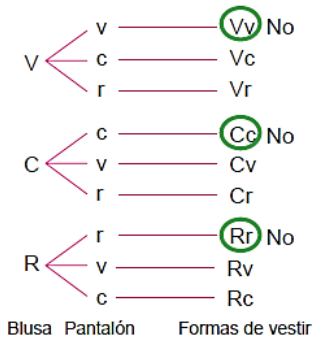 v Vv No
V c Vc
r Vr
c Cc No
C v Cv
r Cr
r Rr No
R v Rv
c Rc
Blusa Pantalón Formas de vestir